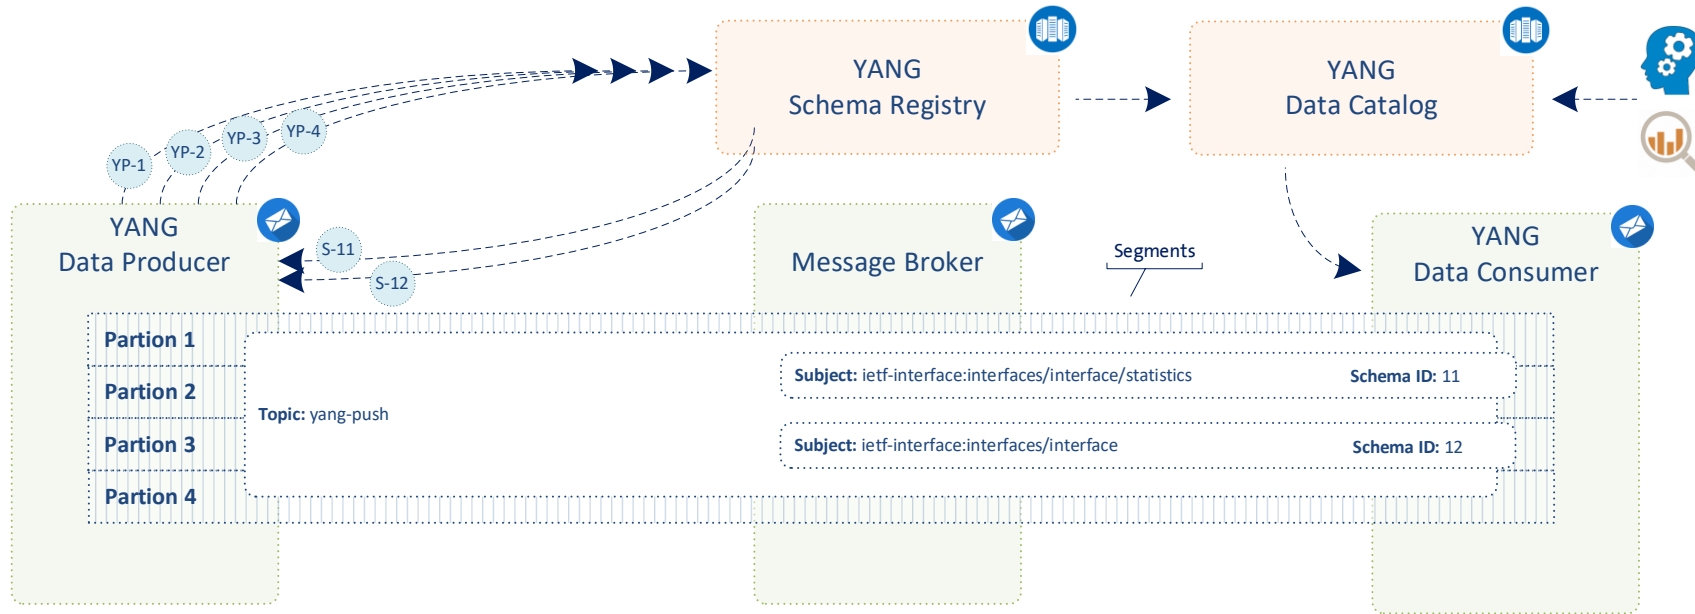 YANG
Schema Registry
YANG
Data Catalog
YP-1
YP-2
YP-3
YP-4
YANG
Data Producer
S-11
S-12
Message Broker
Segments
YANG
Data Consumer
Partion 1
Partion 2
Partion 3
Partion 4
Topic: yang-push
Subject: ietf-interface:interfaces/interface/statistics Schema ID: 11
Subject: ietf-interface:interfaces/interface Schema ID: 12